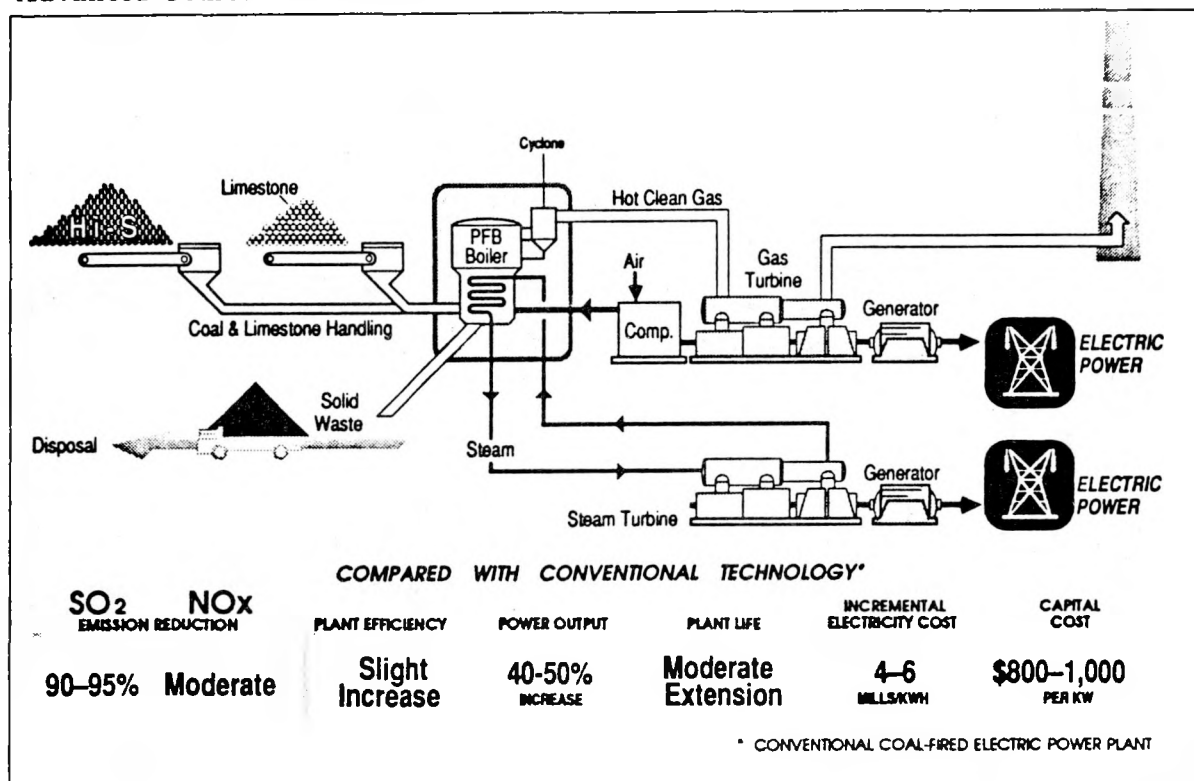 Cyclone
Limestone
Hi-S
Hot Clean Gas
PFB
Boiler
Air
Gas
Turbine
Generator
Coal & Limestone Handling
Comp.
ELECTRIC
POWER
Solid
Waste
Disposal
Steam
Generator
ELECTRIC
POWER
Steam Turbine
COMPARED WITH CONVENTIONAL TECHNOLOGY*
SO2 NOx
EMISSION REDUCTION
PLANT EFFICIENCY
POWER OUTPUT
PLANT LIFE
INCREMENTAL
ELECTRICITY COST
CAPITAL
COST
90–95% Moderate
Slight
Increase
40-50%
INCREASE
Moderate
Extension
4–6
MILLS/KWH
$800–1,000
PER KW
* CONVENTIONAL COAL-FIRED ELECTRIC POWER PLANT